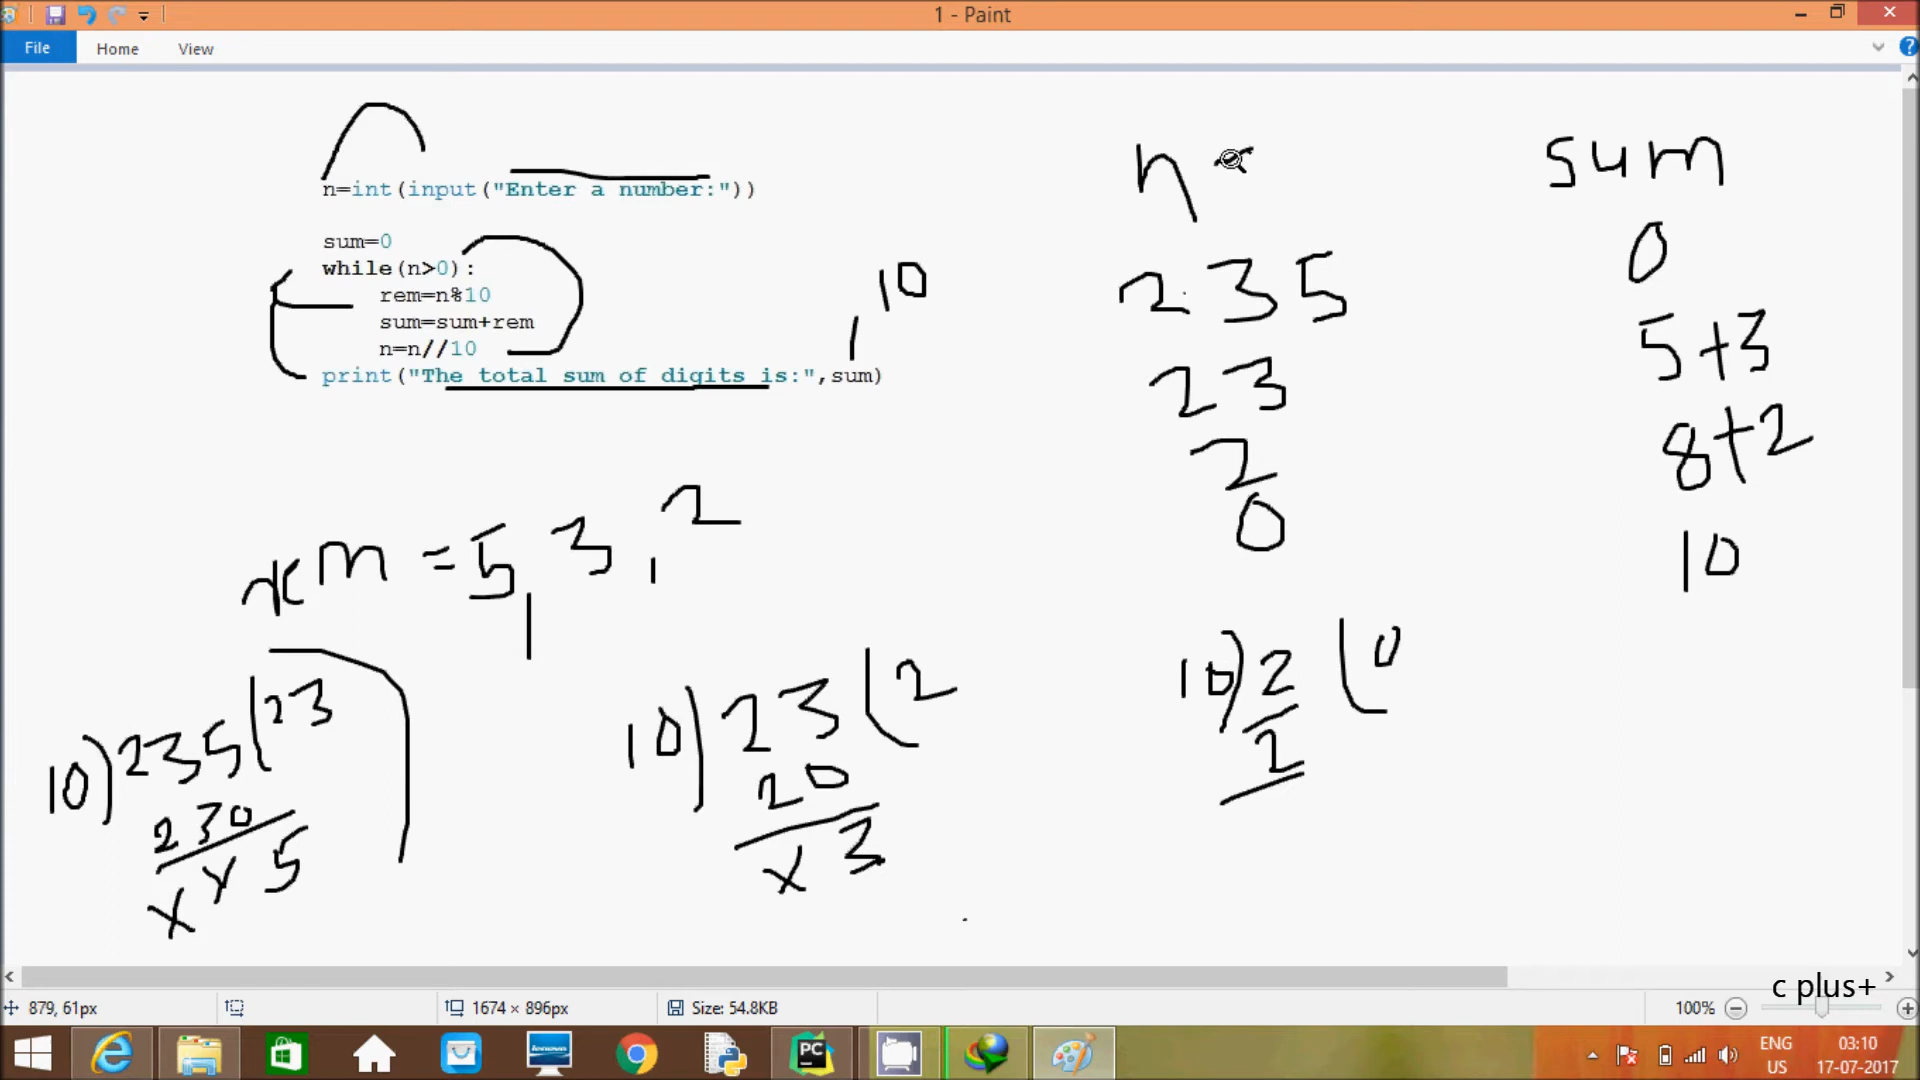 1 - Paint
File Home View
n=int(input("Enter a number:"))
sum=0
while(n>0):
rem=n%10
sum=sum+rem
n=n//10
print("The total sum of digits is:",sum)
10
n sum
235 0
23 5+3
2 8+2
0 10
= 5, 3, 2
10) 235 (23
230
x x 5
10) 23 (2
20
x 3
10) 2 (0
2
c plus+
879, 61px 1674 × 896px Size: 54.8KB 100%
PC
ENG
US
03:10
17-07-2017